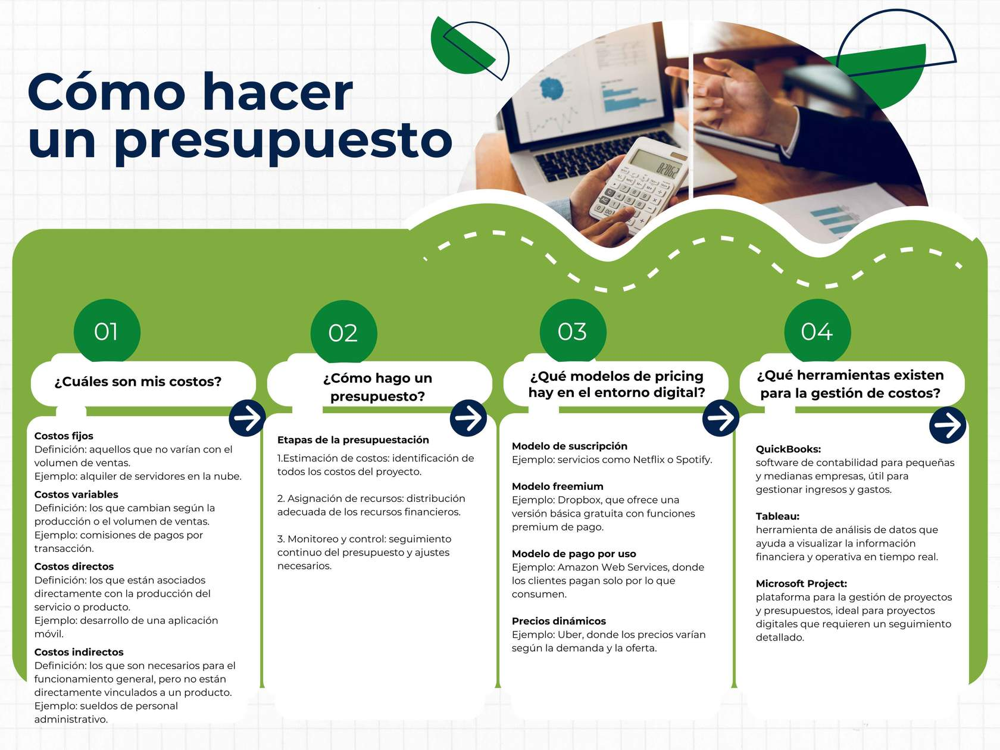 Cómo hacer
un presupuesto
01
¿Cuáles son mis costos?
Costos fijos
Definición: aquellos que no varían con el
volumen de ventas.
Ejemplo: alquiler de servidores en la nube.
Costos variables
Definición: los que cambian según la
producción o el volumen de ventas.
Ejemplo: comisiones de pagos por
transacción.
Costos directos
Definición: los que están asociados
directamente con la producción del
servicio o producto.
Ejemplo: desarrollo de una aplicación
móvil.
Costos indirectos
Definición: los que son necesarios para el
funcionamiento general, pero no están
directamente vinculados a un producto.
Ejemplo: sueldos de personal
administrativo.
02
¿Cómo hago un
presupuesto?
Etapas de la presupuestación
1.Estimación de costos: identificación de
todos los costos del proyecto.
2. Asignación de recursos: distribución
adecuada de los recursos financieros.
3. Monitoreo y control: seguimiento
continuo del presupuesto y ajustes
necesarios.
03
¿Qué modelos de pricing
hay en el entorno digital?
Modelo de suscripción
Ejemplo: servicios como Netflix o Spotify.
Modelo freemium
Ejemplo: Dropbox, que ofrece una
versión básica gratuita con funciones
premium de pago.
Modelo de pago por uso
Ejemplo: Amazon Web Services, donde
los clientes pagan solo por lo que
consumen.
Precios dinámicos
Ejemplo: Uber, donde los precios varían
según la demanda y la oferta.
04
¿Qué herramientas existen
para la gestión de costos?
QuickBooks:
software de contabilidad para pequeñas
y medianas empresas, útil para
gestionar ingresos y gastos.
Tableau:
herramienta de análisis de datos que
ayuda a visualizar la información
financiera y operativa en tiempo real.
Microsoft Project:
plataforma para la gestión de proyectos
y presupuestos, ideal para proyectos
digitales que requieren un seguimiento
detallado.